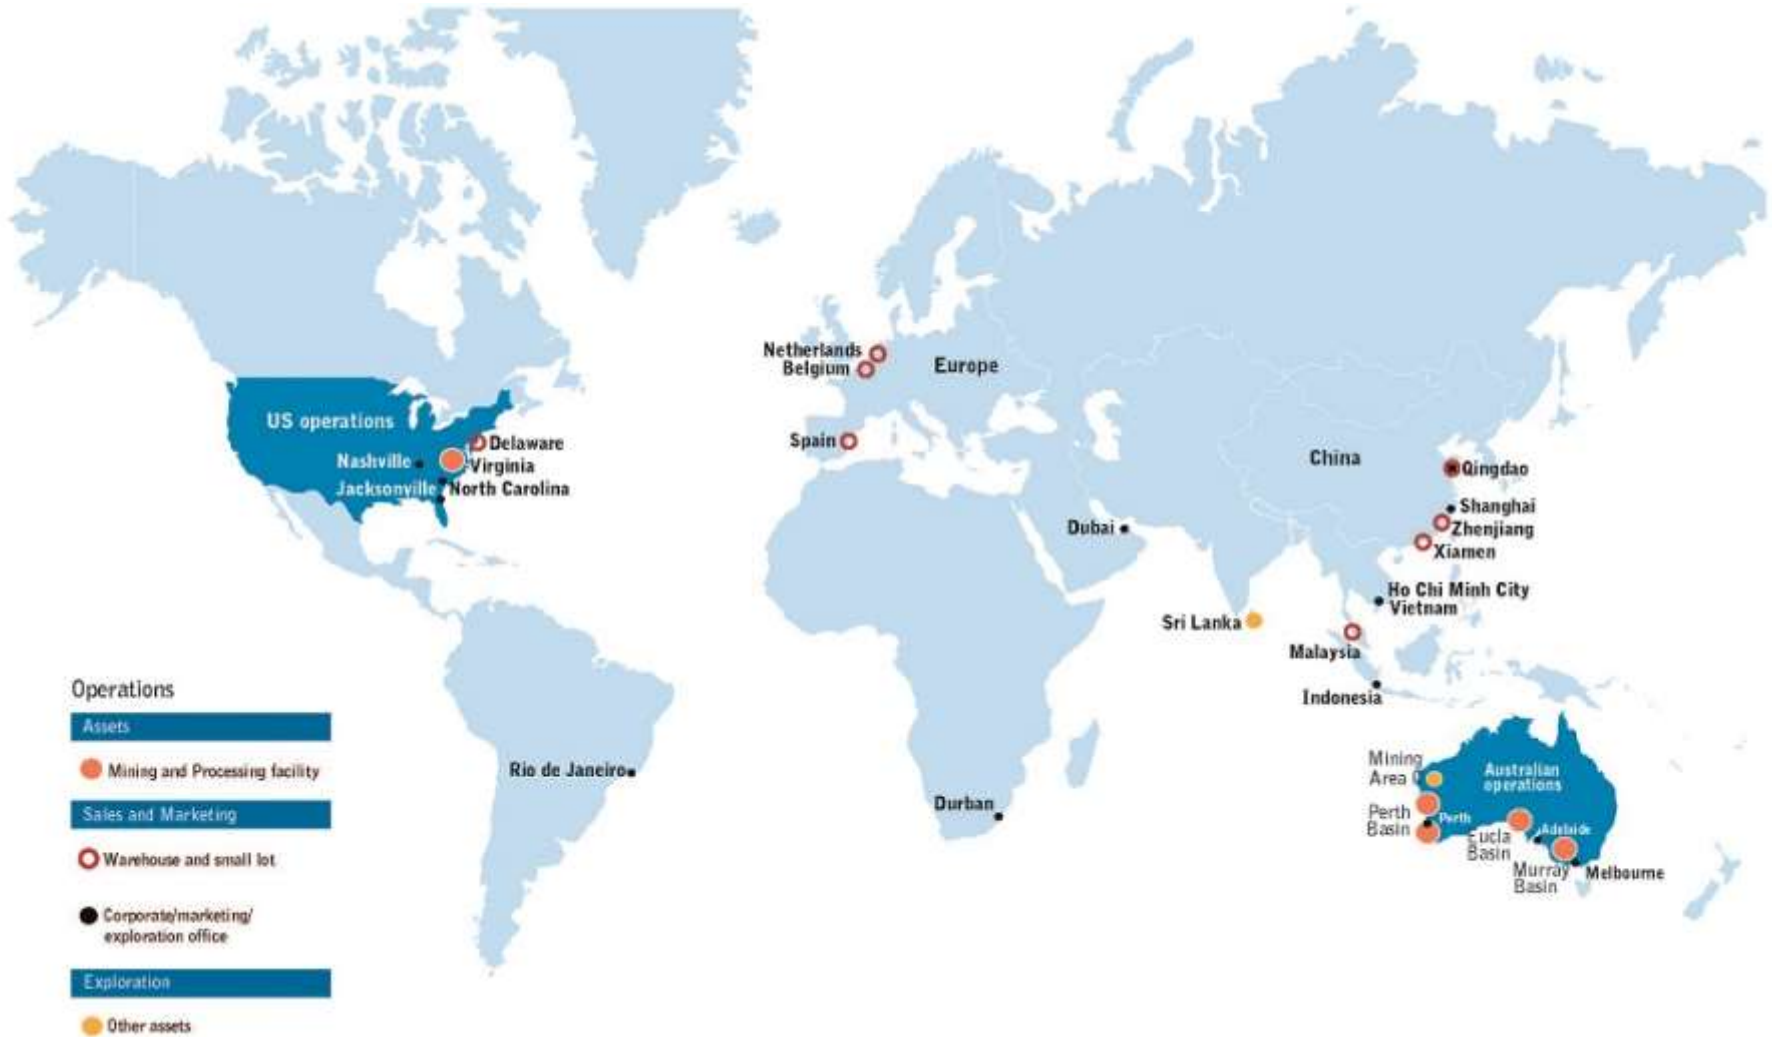 Netherlands
Belgium
Europe
US operations
Spain
Delaware
Nashville
Virginia
Jacksonville
North Carolina
China
Qingdao
Shanghai
Zhenjiang
Xiamen
Dubai
Ho Chi Minh City
Vietnam
Sri Lanka
Malaysia
Indonesia
Rio de Janeiro
Durban
Mining
Area
Australian
operations
Perth
Basin
Perth
Adelaide
Eucla
Basin
Murray
Basin
Melbourne
Operations
Assets
Mining and Processing facility
Sales and Marketing
Warehouse and small lot
Corporate/marketing/
exploration office
Exploration
Other assets